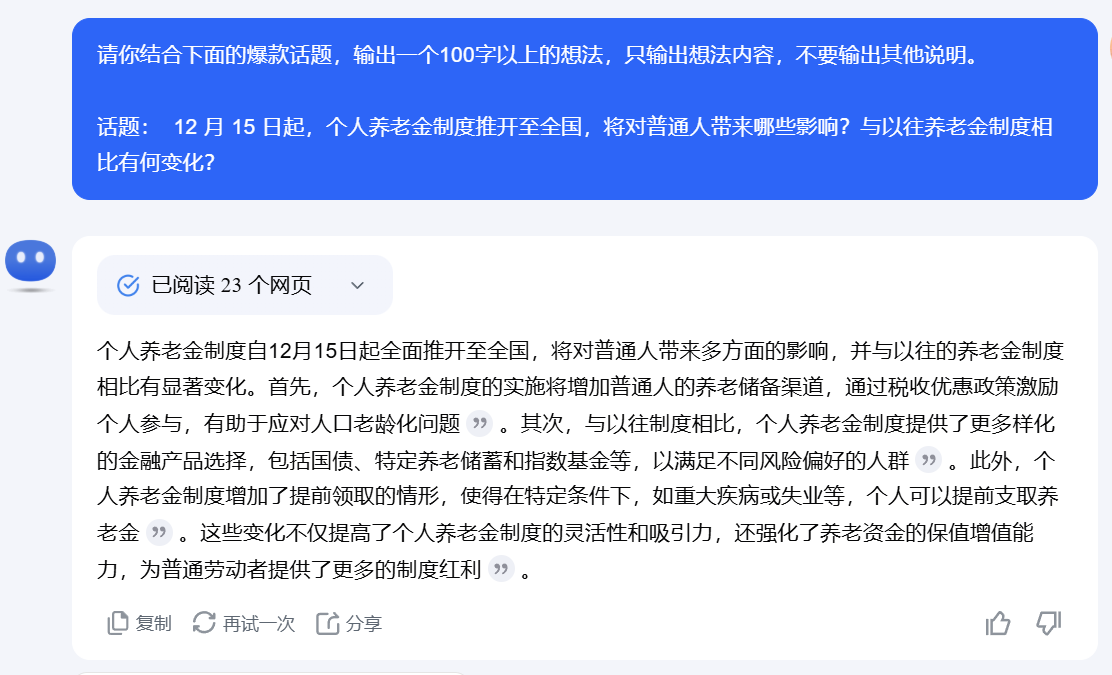 请你结合下面的爆款话题，输出一个100字以上的想法，只输出想法内容，不要输出其他说明。
话题： 12 月 15 日起，个人养老金制度推开至全国，将对普通人带来哪些影响？与以往养老金制度相
比有何变化？
已阅读 23 个网页
个人养老金制度自12月15日起全面推开至全国，将对普通人带来多方面的影响，并与以往的养老金制度
相比有显著变化。首先，个人养老金制度的实施将增加普通人的养老储备渠道，通过税收优惠政策激励
个人参与，有助于应对人口老龄化问题 ” 。其次，与以往制度相比，个人养老金制度提供了更多样化
的金融产品选择，包括国债、特定养老储蓄和指数基金等，以满足不同风险偏好的人群 ” 。此外，个
人养老金制度增加了提前领取的情形，使得在特定条件下，如重大疾病或失业等，个人可以提前支取养
老金 ” 。这些变化不仅提高了个人养老金制度的灵活性和吸引力，还强化了养老资金的保值增值能
力，为普通劳动者提供了更多的制度红利 ” 。
复制 再试一次 分享